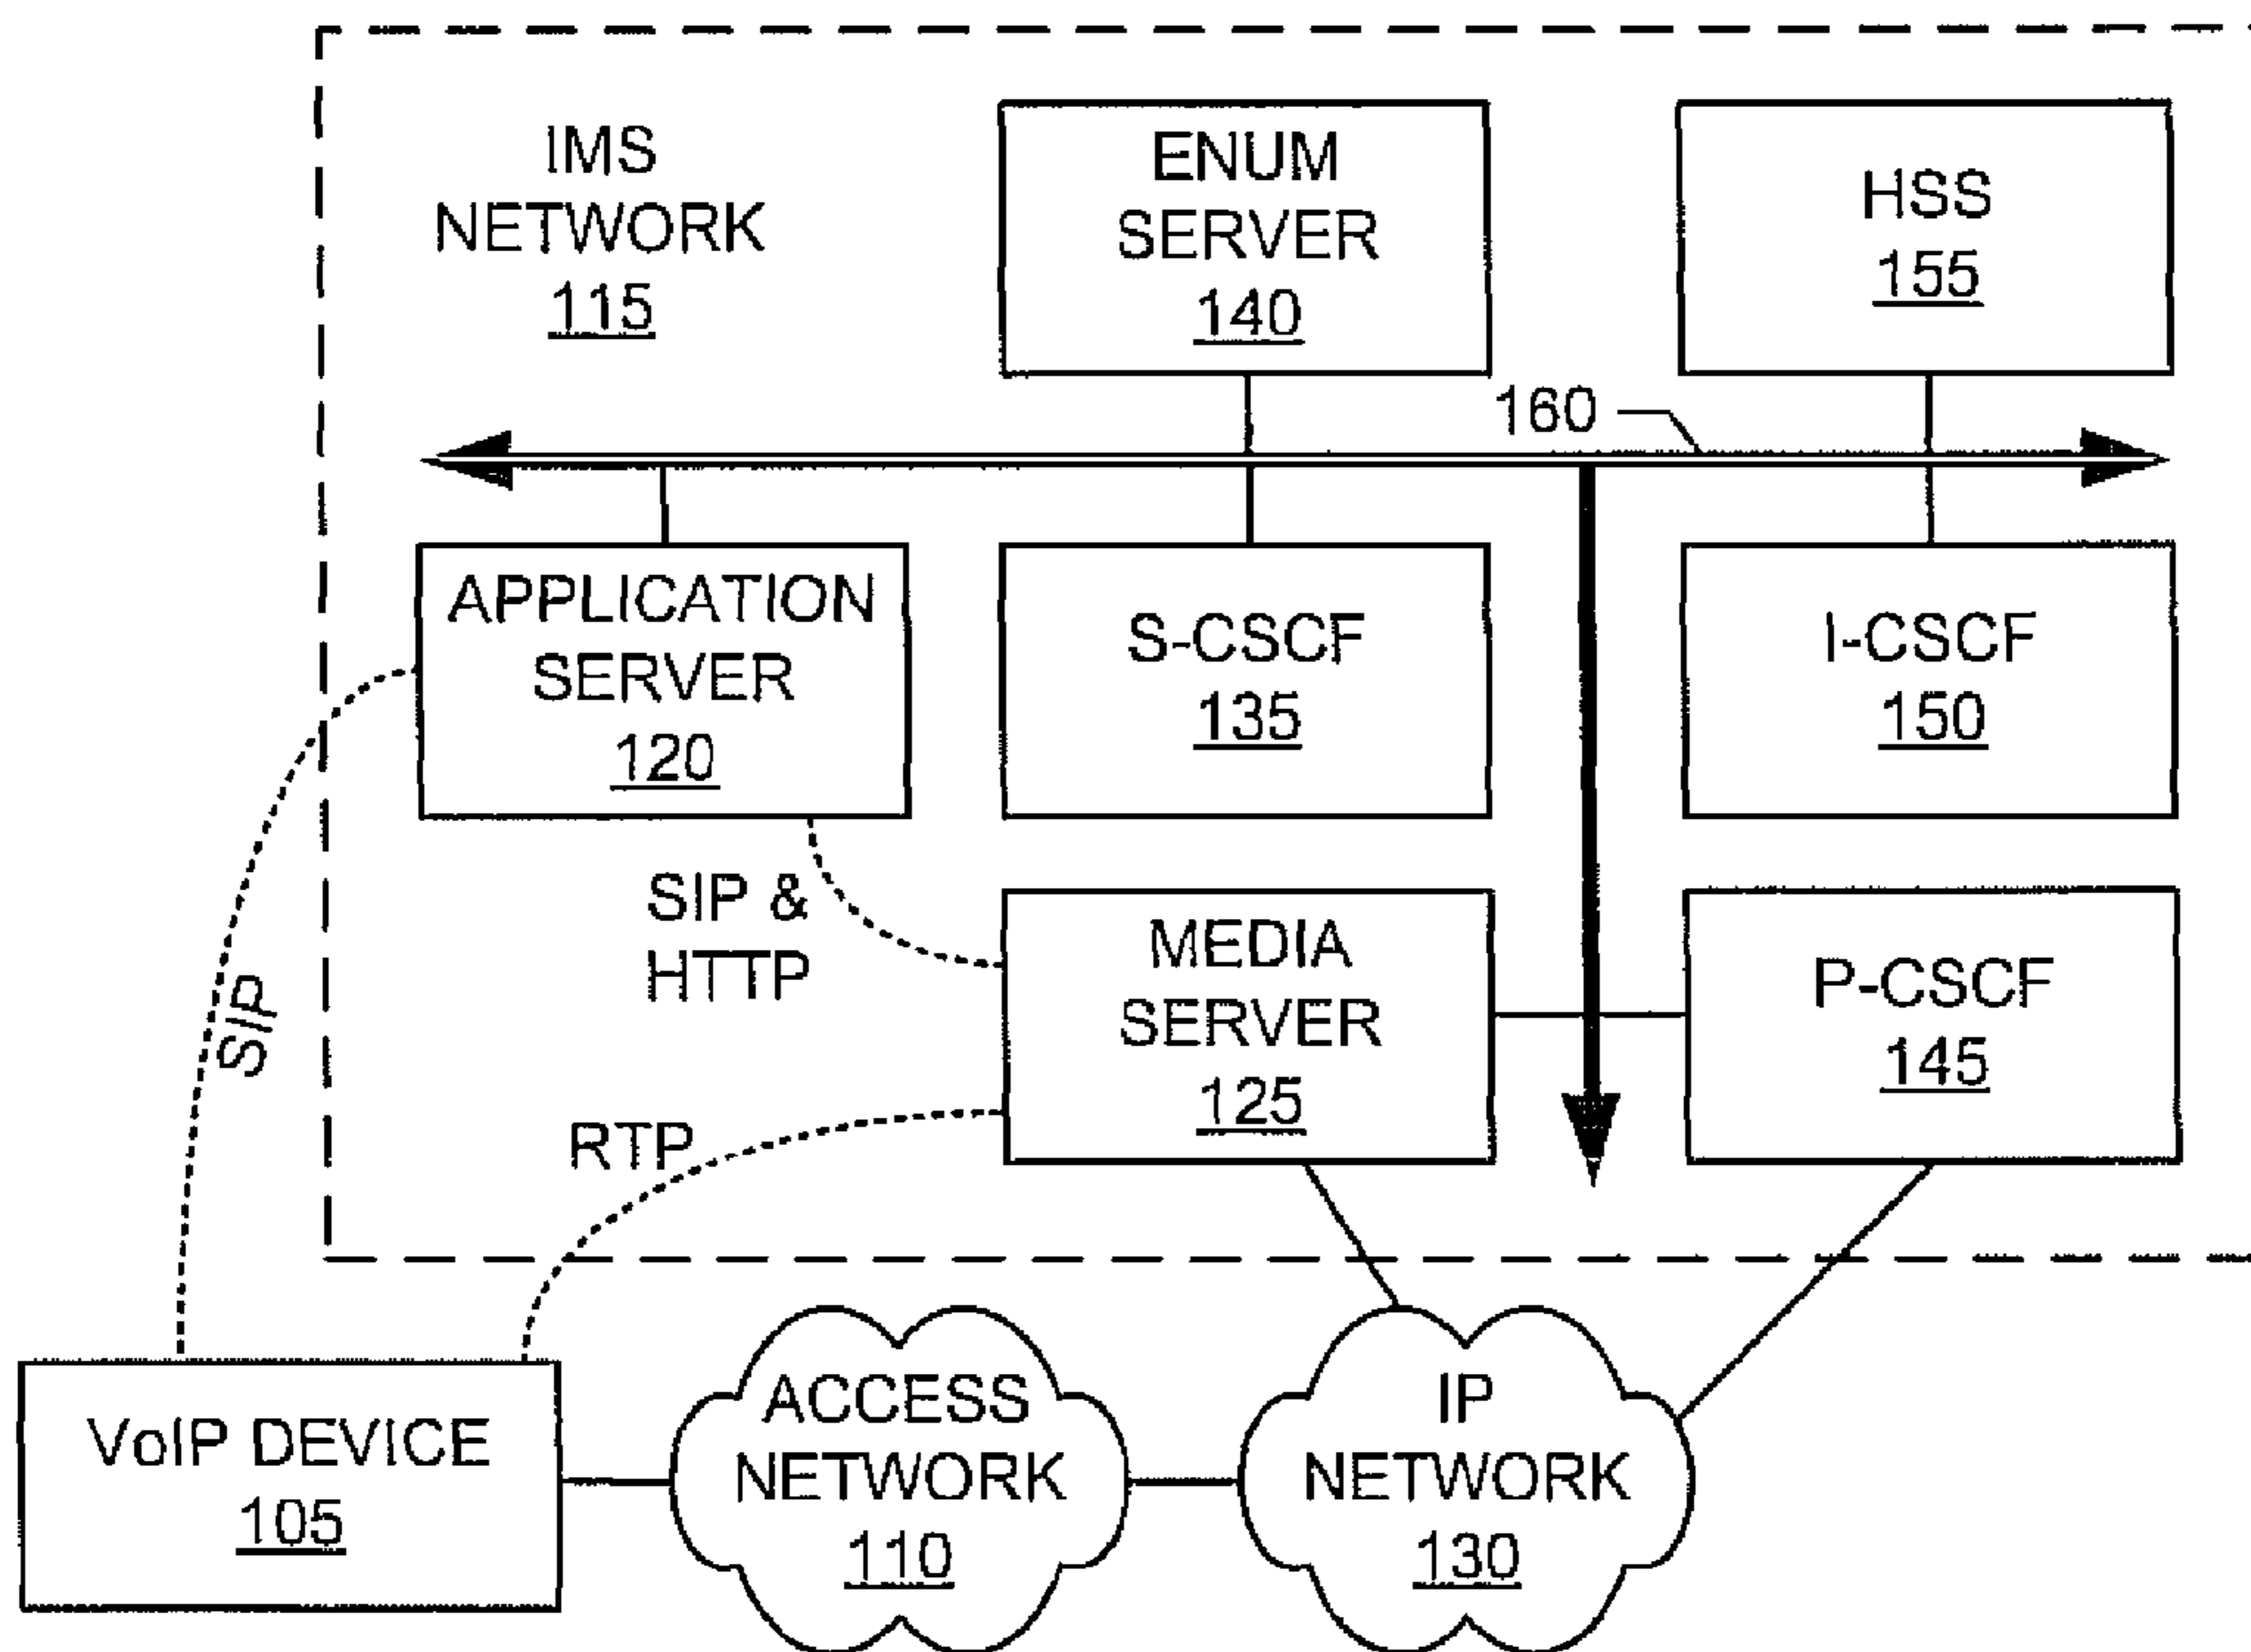 IMS
NETWORK
115
ENUM
SERVER
140
HSS
155
160
APPLICATION
SERVER
120
S-CSCF
135
I-CSCF
150
SIP &
HTTP
MEDIA
SERVER
125
P-CSCF
145
SIP
RTP
VoIP DEVICE
105
ACCESS
NETWORK
110
IP
NETWORK
130